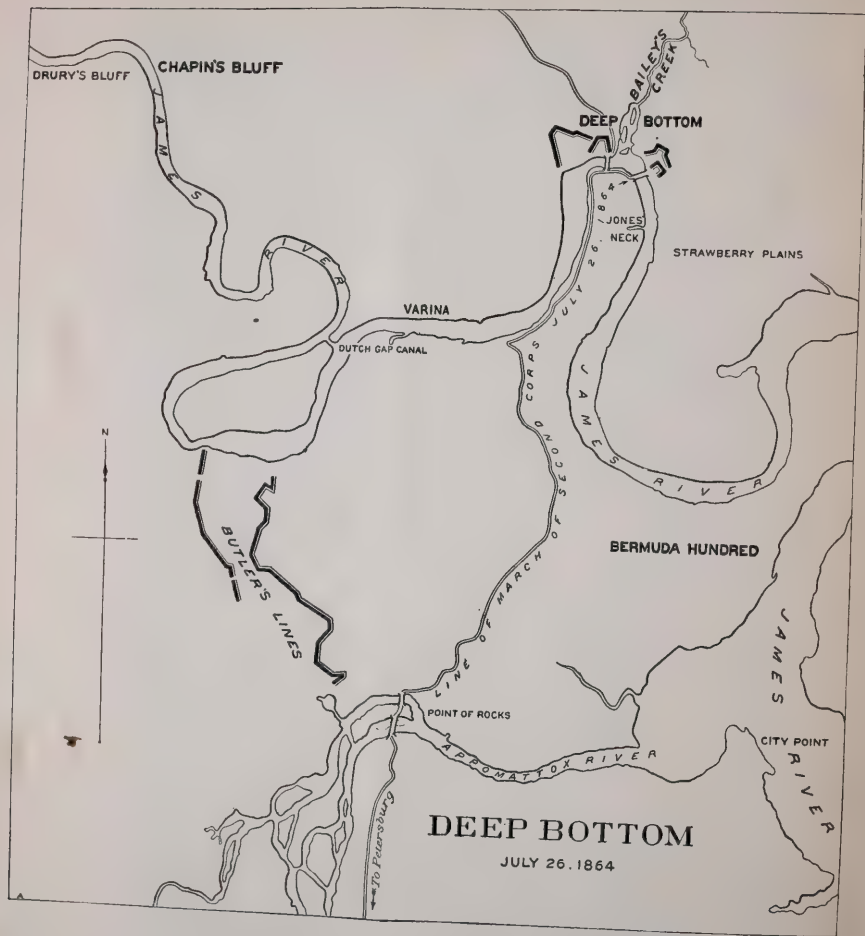 DRURY'S BLUFF
CHAPIN'S BLUFF
BAILEY'S
CREEK
DEEP BOTTOM
JAMES
RIVER
JONES
NECK
STRAWBERRY PLAINS
VARINA
DUTCH GAP CANAL
LINE OF MARCH OF SECOND CORPS JULY 26. 1864
JAMES
RIVER
N
BUTLER'S LINES
BERMUDA HUNDRED
JAMES
RIVER
POINT OF ROCKS
CITY POINT
APPOMATTOX RIVER
To Petersburg
DEEP BOTTOM
JULY 26. 1864